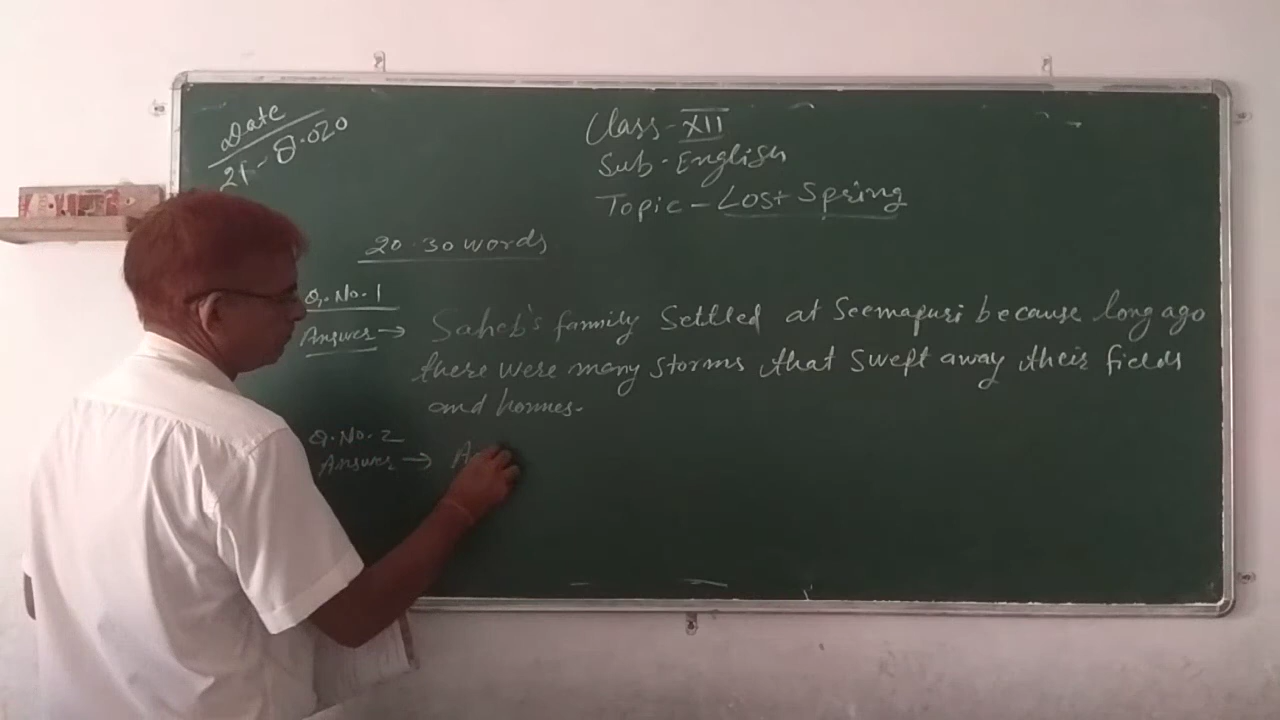 Date
21-8.020
Class-XII
Sub-English
Topic-Lost Spring
20.30 words
Q.No.1
Answer → Saheb's family Settled at Seemapuri because long ago
there were many storms that swept away their fields
and homes.
Q.No.2
Answer → A